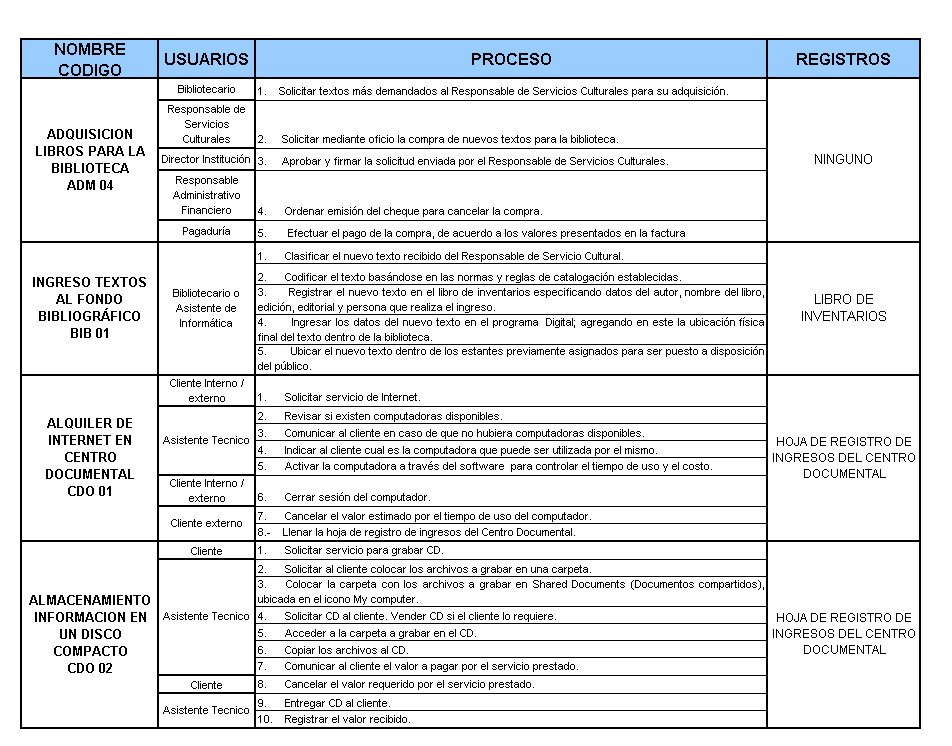 NOMBRE
CODIGO
USUARIOS
PROCESO
REGISTROS
ADQUISICION
LIBROS PARA LA
BIBLIOTECA
ADM 04
Bibliotecario
1. Solicitar textos más demandados al Responsable de Servicios Culturales para su adquisición.
Responsable de
Servicios
Culturales
2. Solicitar mediante oficio la compra de nuevos textos para la biblioteca.
Director Institución
3. Aprobar y firmar la solicitud enviada por el Responsable de Servicios Culturales.
Responsable
Administrativo
Financiero
4. Ordenar emisión del cheque para cancelar la compra.
Pagaduría
5. Efectuar el pago de la compra, de acuerdo a los valores presentados en la factura
NINGUNO
INGRESO TEXTOS
AL FONDO
BIBLIOGRÁFICO
BIB 01
Bibliotecario o
Asistente de
Informática
1. Clasificar el nuevo texto recibido del Responsable de Servicio Cultural.
2. Codificar el texto basándose en las normas y reglas de catalogación establecidas.
3. Registrar el nuevo texto en el libro de inventarios especificando datos del autor, nombre del libro,
edición, editorial y persona que realiza el ingreso.
4. Ingresar los datos del nuevo texto en el programa Digital; agregando en este la ubicación física
final del texto dentro de la biblioteca.
5. Ubicar el nuevo texto dentro de los estantes previamente asignados para ser puesto a disposición
del público.
LIBRO DE
INVENTARIOS
ALQUILER DE
INTERNET EN
CENTRO
DOCUMENTAL
CDO 01
Cliente Interno /
externo
1. Solicitar servicio de Internet.
Asistente Tecnico
2. Revisar si existen computadoras disponibles.
3. Comunicar al cliente en caso de que no hubiera computadoras disponibles.
4. Indicar al cliente cual es la computadora que puede ser utilizada por el mismo.
5. Activar la computadora a través del software para controlar el tiempo de uso y el costo.
Cliente Interno /
externo
6. Cerrar sesión del computador.
Cliente externo
7. Cancelar el valor estimado por el tiempo de uso del computador.
8.- Llenar la hoja de registro de ingresos del Centro Documental.
HOJA DE REGISTRO DE
INGRESOS DEL CENTRO
DOCUMENTAL
ALMACENAMIENTO
INFORMACION EN
UN DISCO
COMPACTO
CDO 02
Cliente
1. Solicitar servicio para grabar CD.
Asistente Tecnico
2. Solicitar al cliente colocar los archivos a grabar en una carpeta.
3. Colocar la carpeta con los archivos a grabar en Shared Documents (Documentos compartidos),
ubicada en el icono My computer.
4. Solicitar CD al cliente. Vender CD si el cliente lo requiere.
5. Acceder a la carpeta a grabar en el CD.
6. Copiar los archivos al CD.
7. Comunicar al cliente el valor a pagar por el servicio prestado.
Cliente
8. Cancelar el valor requerido por el servicio prestado.
Asistente Tecnico
9. Entregar CD al cliente.
10. Registrar el valor recibido.
HOJA DE REGISTRO DE
INGRESOS DEL CENTRO
DOCUMENTAL